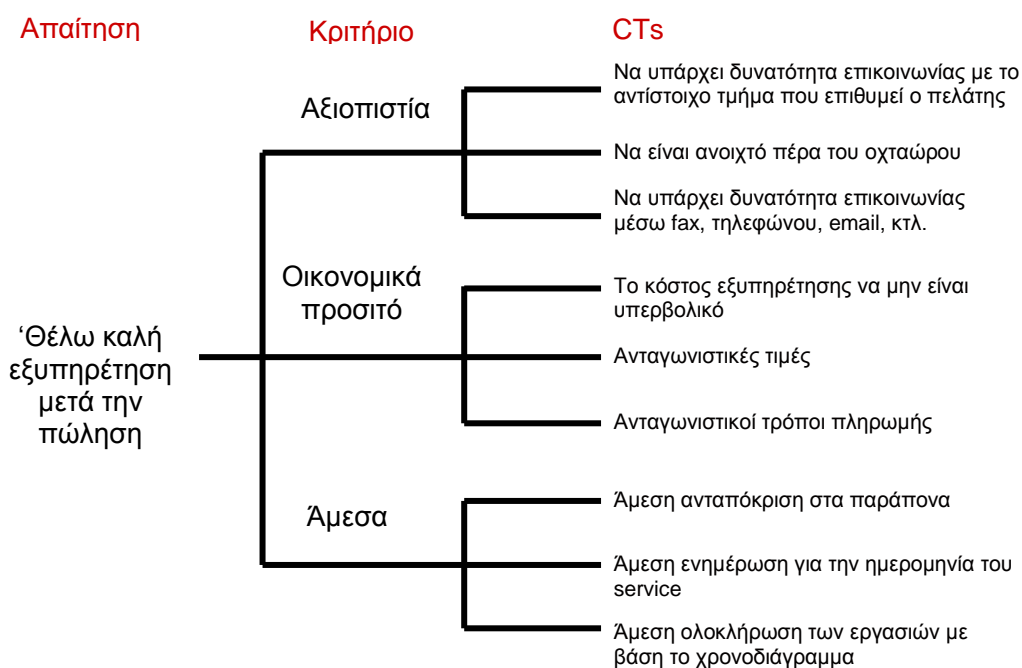 Απαίτηση
Κριτήριο
CTs
Αξιοπιστία
Να υπάρχει δυνατότητα επικοινωνίας με το
αντίστοιχο τμήμα που επιθυμεί ο πελάτης
Να είναι ανοιχτό πέρα του οχταώρου
Να υπάρχει δυνατότητα επικοινωνίας
μέσω fax, τηλεφώνου, email, κτλ.
‘Θέλω καλή
εξυπηρέτηση
μετά την
πώληση
Οικονομικά
προσιτό
Το κόστος εξυπηρέτησης να μην είναι
υπερβολικό
Ανταγωνιστικές τιμές
Ανταγωνιστικοί τρόποι πληρωμής
Άμεσα
Άμεση ανταπόκριση στα παράπονα
Άμεση ενημέρωση για την ημερομηνία του
service
Άμεση ολοκλήρωση των εργασιών με
βάση το χρονοδιάγραμμα